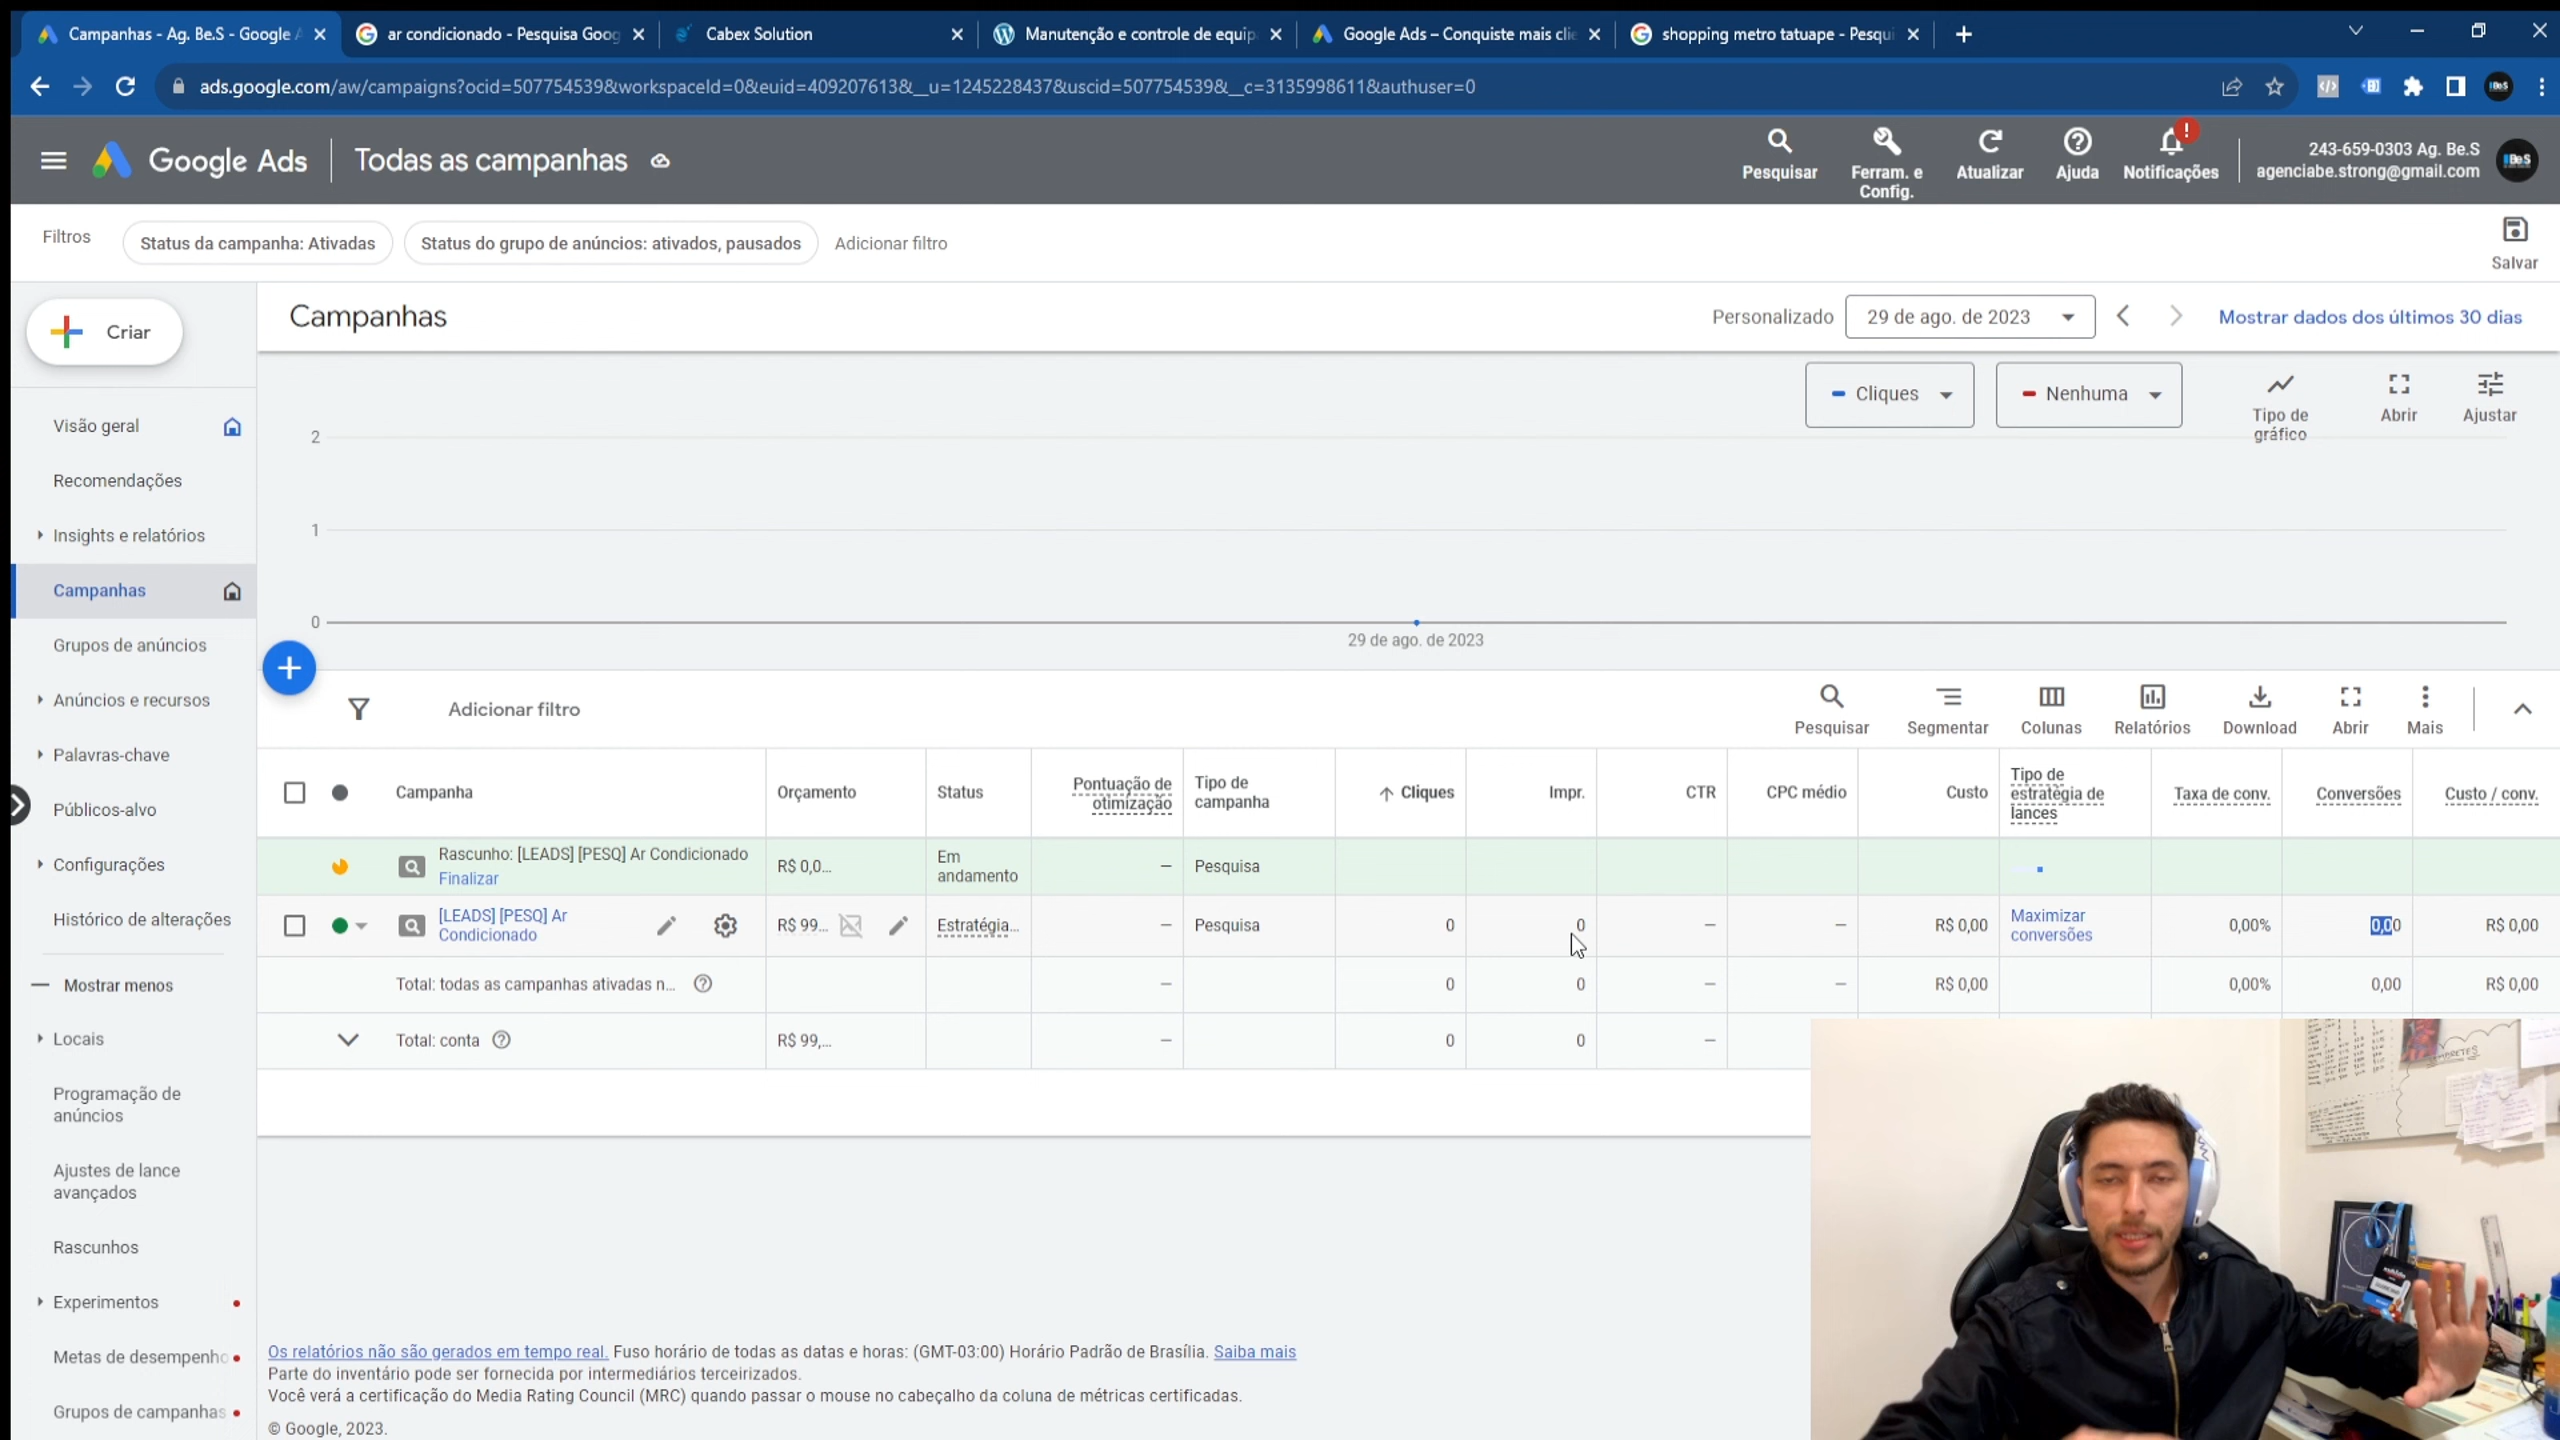 Campanhas - Ag. Be.S - Google A
ar condicionado - Pesquisa Goog
Cabex Solution
Manutenção e controle de equip
Google Ads – Conquiste mais clie
shopping metro tatuape - Pesqui
ads.google.com/aw/campaigns?ocid=507754539&workspaceId=0&euid=409207613&__u=1245228437&uscid=507754539&__c=3135998611&authuser=0
Google Ads
Todas as campanhas
Pesquisar
Ferram. e
Config.
Atualizar
Ajuda
Notificações
243-659-0303 Ag. Be.S
agenciabe.strong@gmail.com
Filtros
Status da campanha: Ativadas
Status do grupo de anúncios: ativados, pausados
Adicionar filtro
Salvar
Criar
Campanhas
Personalizado
29 de ago. de 2023
Mostrar dados dos últimos 30 dias
Cliques
Nenhuma
Tipo de
gráfico
Abrir
Ajustar
2
1
0
29 de ago. de 2023
Visão geral
Recomendações
Insights e relatórios
Campanhas
Grupos de anúncios
Anúncios e recursos
Palavras-chave
Públicos-alvo
Configurações
Histórico de alterações
Mostrar menos
Locais
Programação de
anúncios
Ajustes de lance
avançados
Rascunhos
Experimentos
Metas de desempenho
Grupos de campanhas
Adicionar filtro
Pesquisar
Segmentar
Colunas
Relatórios
Download
Abrir
Mais
Campanha
Orçamento
Status
Pontuação de
otimização
Tipo de
campanha
Cliques
Impr.
CTR
CPC médio
Custo
Tipo de
estratégia de
lances
Taxa de conv.
Conversões
Custo / conv.
Rascunho: [LEADS] [PESQ] Ar Condicionado
Finalizar
R$ 0,0...
Em
andamento
—
Pesquisa
[LEADS] [PESQ] Ar
Condicionado
R$ 99...
Estratégia...
—
Pesquisa
0
0
—
—
R$ 0,00
Maximizar
conversões
0,00%
0,00
R$ 0,00
Total: todas as campanhas ativadas n...
—
0
0
—
—
R$ 0,00
0,00%
0,00
R$ 0,00
Total: conta
R$ 99,...
—
0
0
—
Os relatórios não são gerados em tempo real. Fuso horário de todas as datas e horas: (GMT-03:00) Horário Padrão de Brasília. Saiba mais
Parte do inventário pode ser fornecida por intermediários terceirizados.
Você verá a certificação do Media Rating Council (MRC) quando passar o mouse no cabeçalho da coluna de métricas certificadas.
© Google, 2023.